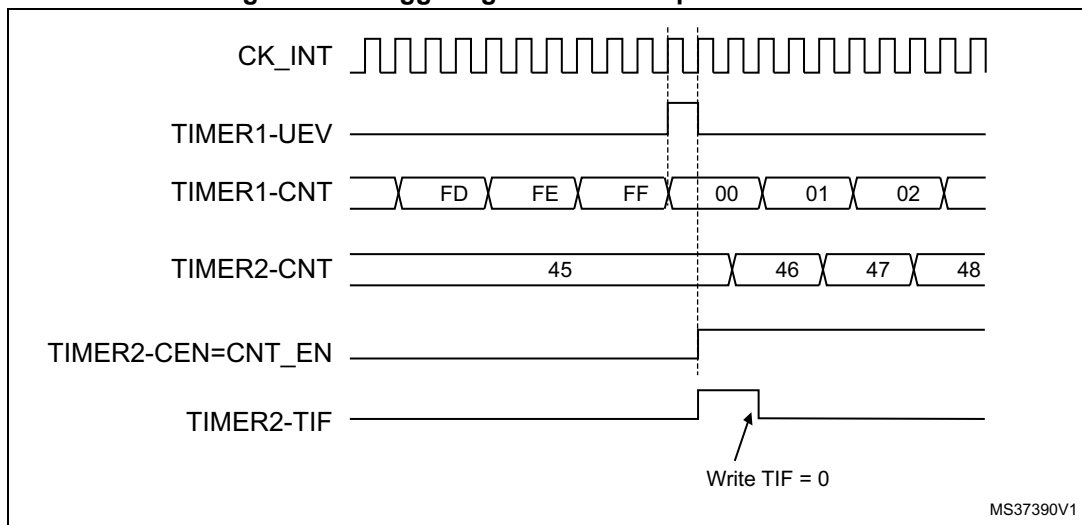 CK_INT
TIMER1-UEV
TIMER1-CNT FD FE FF 00 01 02
TIMER2-CNT 45 46 47 48
TIMER2-CEN=CNT_EN
TIMER2-TIF
Write TIF = 0
MS37390V1